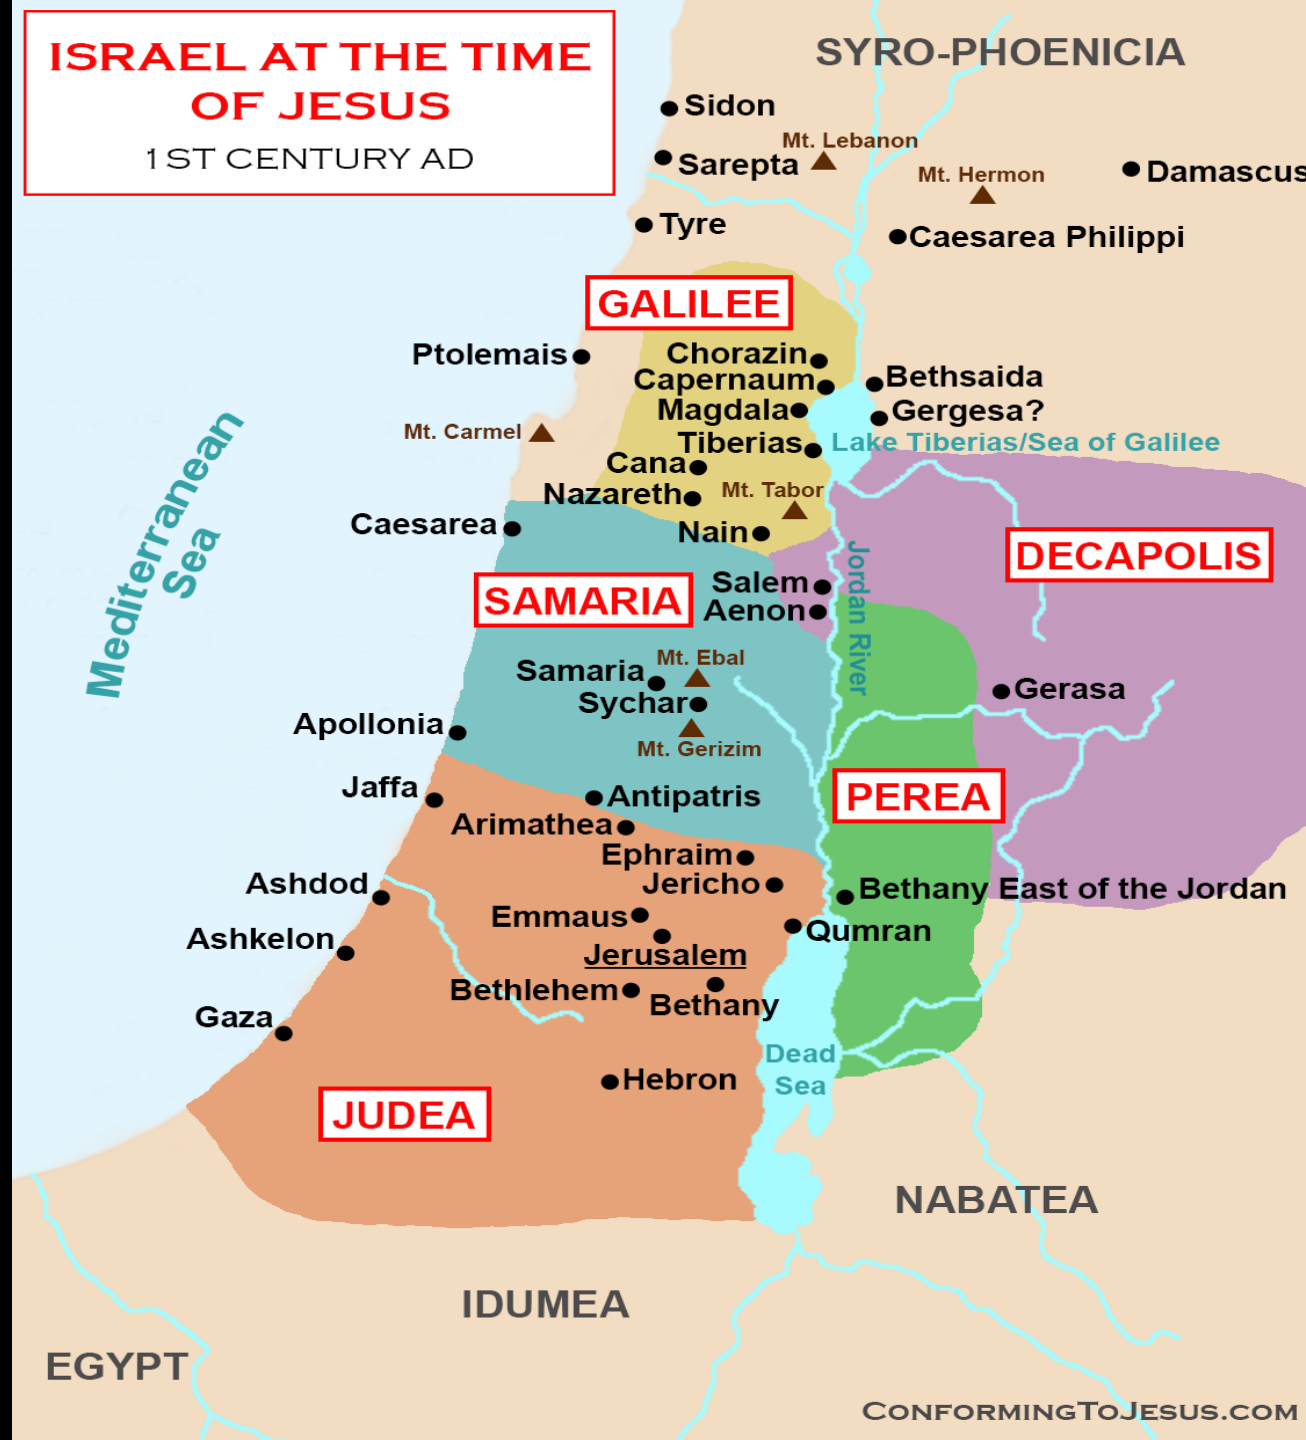 ISRAEL AT THE TIME
OF JESUS
1ST CENTURY AD
SYRO-PHOENICIA
Sidon
Mt. Lebanon
Sarepta
Mt. Hermon
Damascus
Tyre
Caesarea Philippi
GALILEE
Ptolemais
Chorazin
Capernaum
Bethsaida
Magdala
Gergesa?
Mt. Carmel
Tiberias
Lake Tiberias/Sea of Galilee
Cana
Nazareth
Mt. Tabor
Mediterranean
Sea
Caesarea
Nain
DECAPOLIS
Jordan River
Salem
SAMARIA
Aenon
Mt. Ebal
Samaria
Sychar
Gerasa
Apollonia
Mt. Gerizim
Jaffa
Antipatris
PEREA
Arimathea
Ephraim
Jericho
Ashdod
Bethany East of the Jordan
Emmaus
Qumran
Ashkelon
Jerusalem
Bethlehem
Bethany
Gaza
Dead
Sea
Hebron
JUDEA
NABATEA
IDUMEA
EGYPT
CONFORMINGTOJESUS.COM